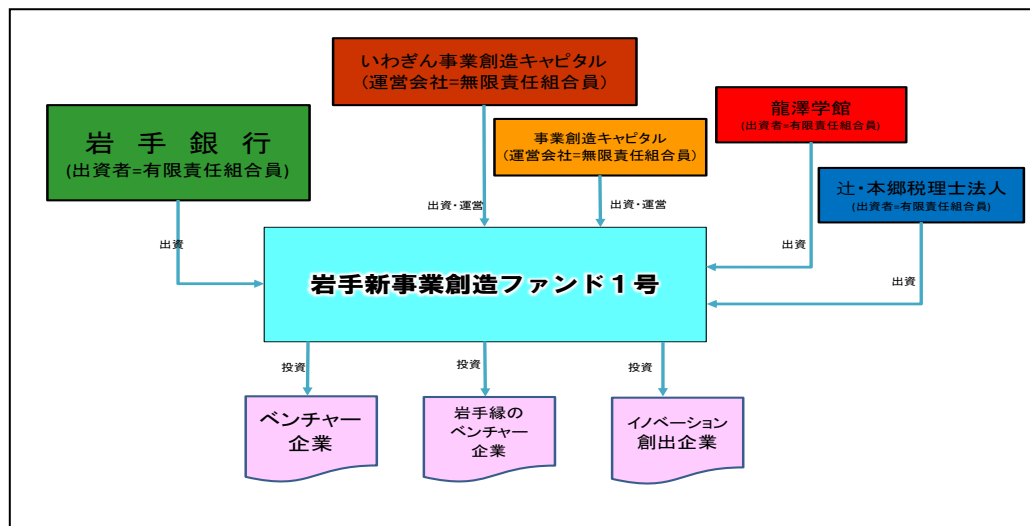 いわぎん事業創造キャピタル
(運営会社=無限責任組合員)
岩手銀行
(出資者=有限責任組合員)
事業創造キャピタル
(運営会社=無限責任組合員)
龍澤学館
(出資者=有限責任組合員)
辻・本郷税理士法人
(出資者=有限責任組合員)
出資
出資・運営
出資・運営
出資
出資
岩手新事業創造ファンド１号
投資
投資
投資
ベンチャー
企業
岩手縁の
ベンチャー
企業
イノベーション
創出企業